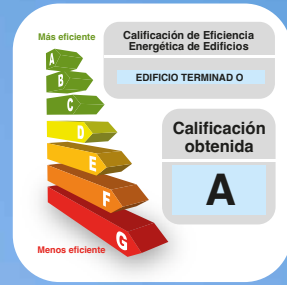 Más eficiente
A
B
C
D
E
F
G
Menos eficiente
Calificación de Eficiencia
Energética de Edificios
EDIFICIO TERMINAD O
Calificación
obtenida
A